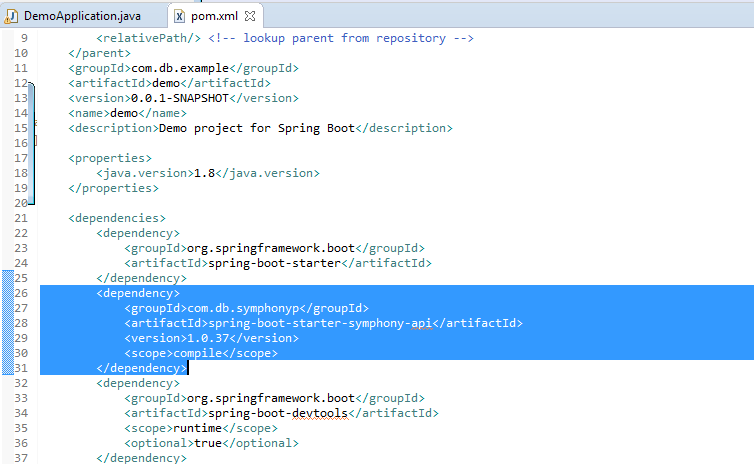 DemoApplication.java pom.xml
9 <relativePath/> <!-- lookup parent from repository -->
10 </parent>
11 <groupId>com.db.example</groupId>
12 <artifactId>demo</artifactId>
13 <version>0.0.1-SNAPSHOT</version>
14 <name>demo</name>
15 <description>Demo project for Spring Boot</description>
16
17 <properties>
18 <java.version>1.8</java.version>
19 </properties>
20
21 <dependencies>
22 <dependency>
23 <groupId>org.springframework.boot</groupId>
24 <artifactId>spring-boot-starter</artifactId>
25 </dependency>
26 <dependency>
27 <groupId>com.db.symphonyp</groupId>
28 <artifactId>spring-boot-starter-symphony-api</artifactId>
29 <version>1.0.37</version>
30 <scope>compile</scope>
31 </dependency>
32 <dependency>
33 <groupId>org.springframework.boot</groupId>
34 <artifactId>spring-boot-devtools</artifactId>
35 <scope>runtime</scope>
36 <optional>true</optional>
37 </dependency>